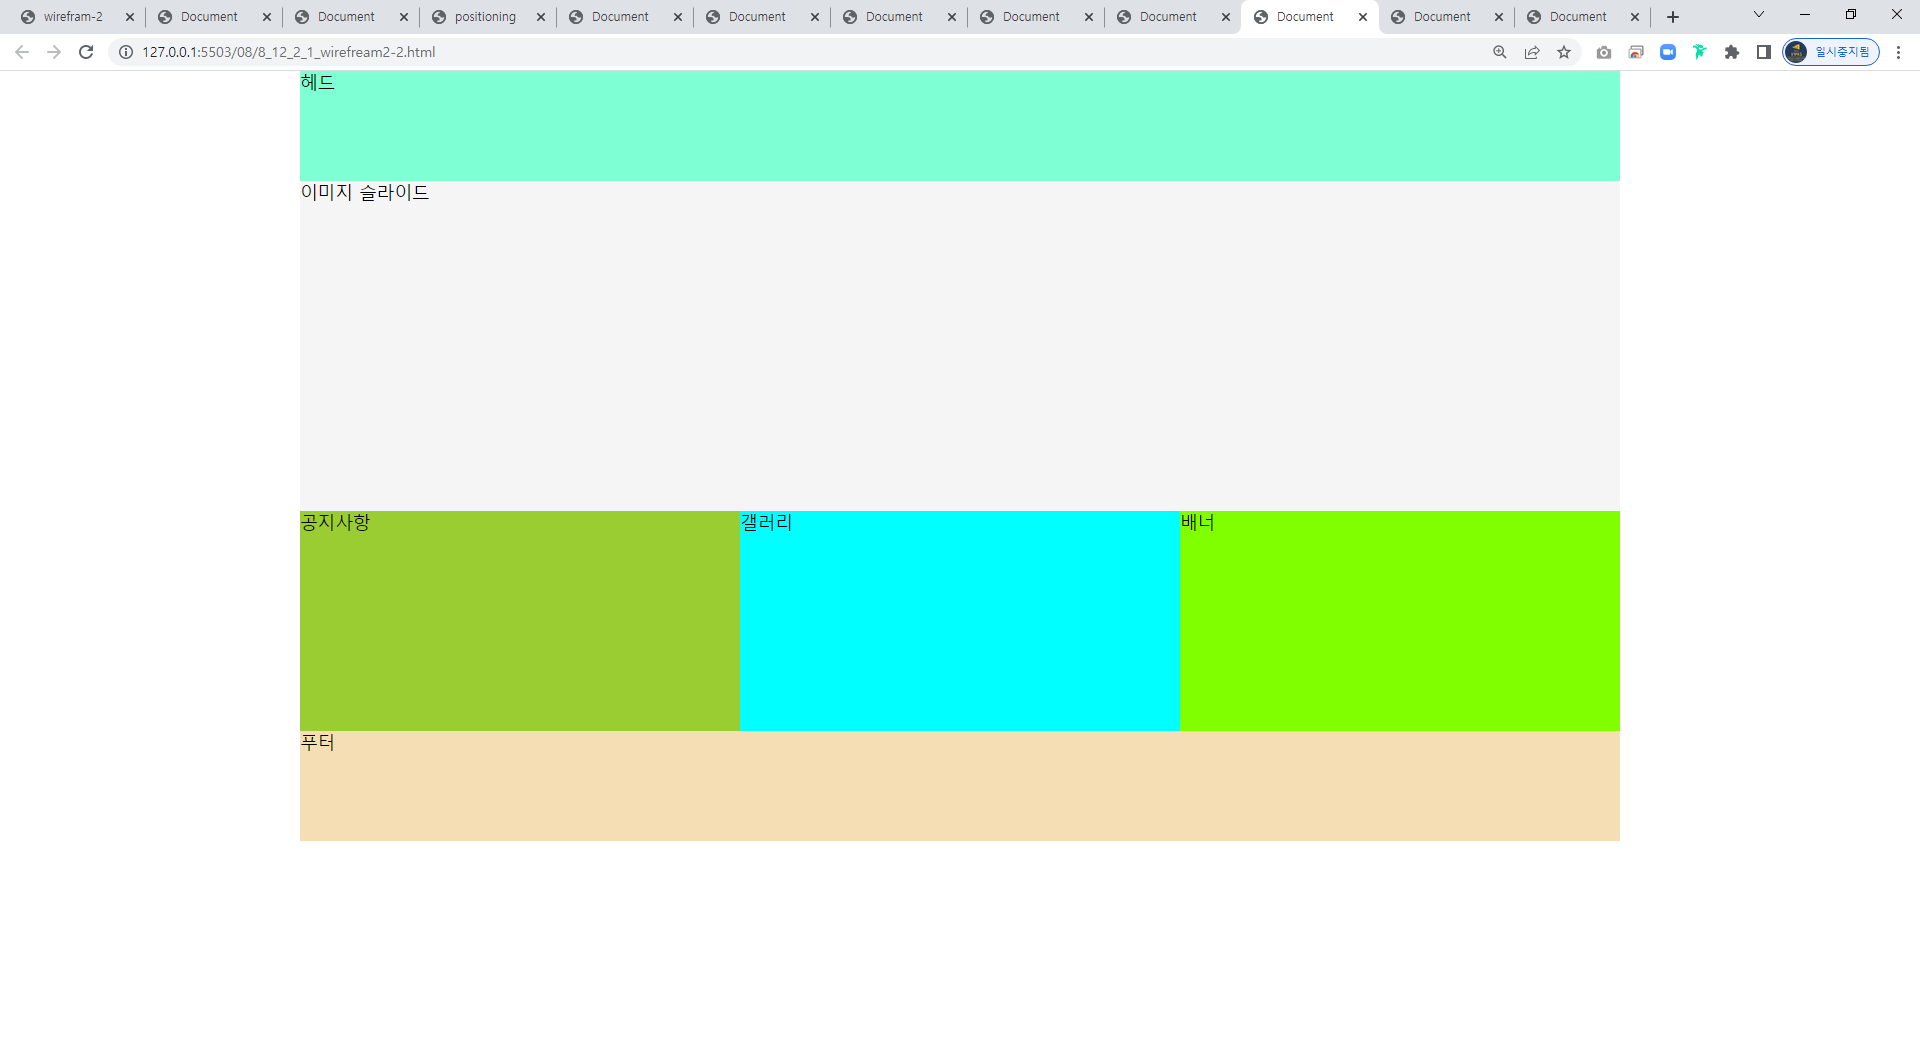 wirefram-2 Document Document positioning Document Document Document Document Document Document Document Document
127.0.0.1:5503/08/8_12_2_1_wirefream2-2.html 일시중지됨
헤드
이미지 슬라이드
공지사항 갤러리 배너
푸터